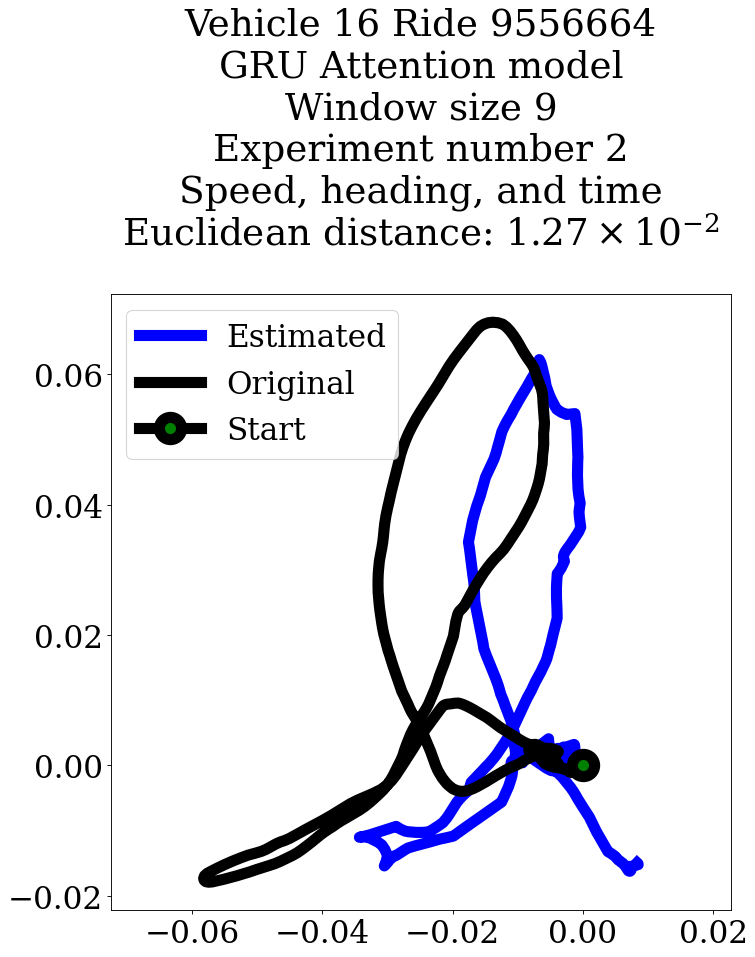 Vehicle 16 Ride 9556664
GRU Attention model
Window size 9
Experiment number 2
Speed, heading, and time
Euclidean distance: 1.27 × 10⁻²
Estimated
Original
Start
0.06
0.04
0.02
0.00
−0.02
−0.06
−0.04
−0.02
0.00
0.02